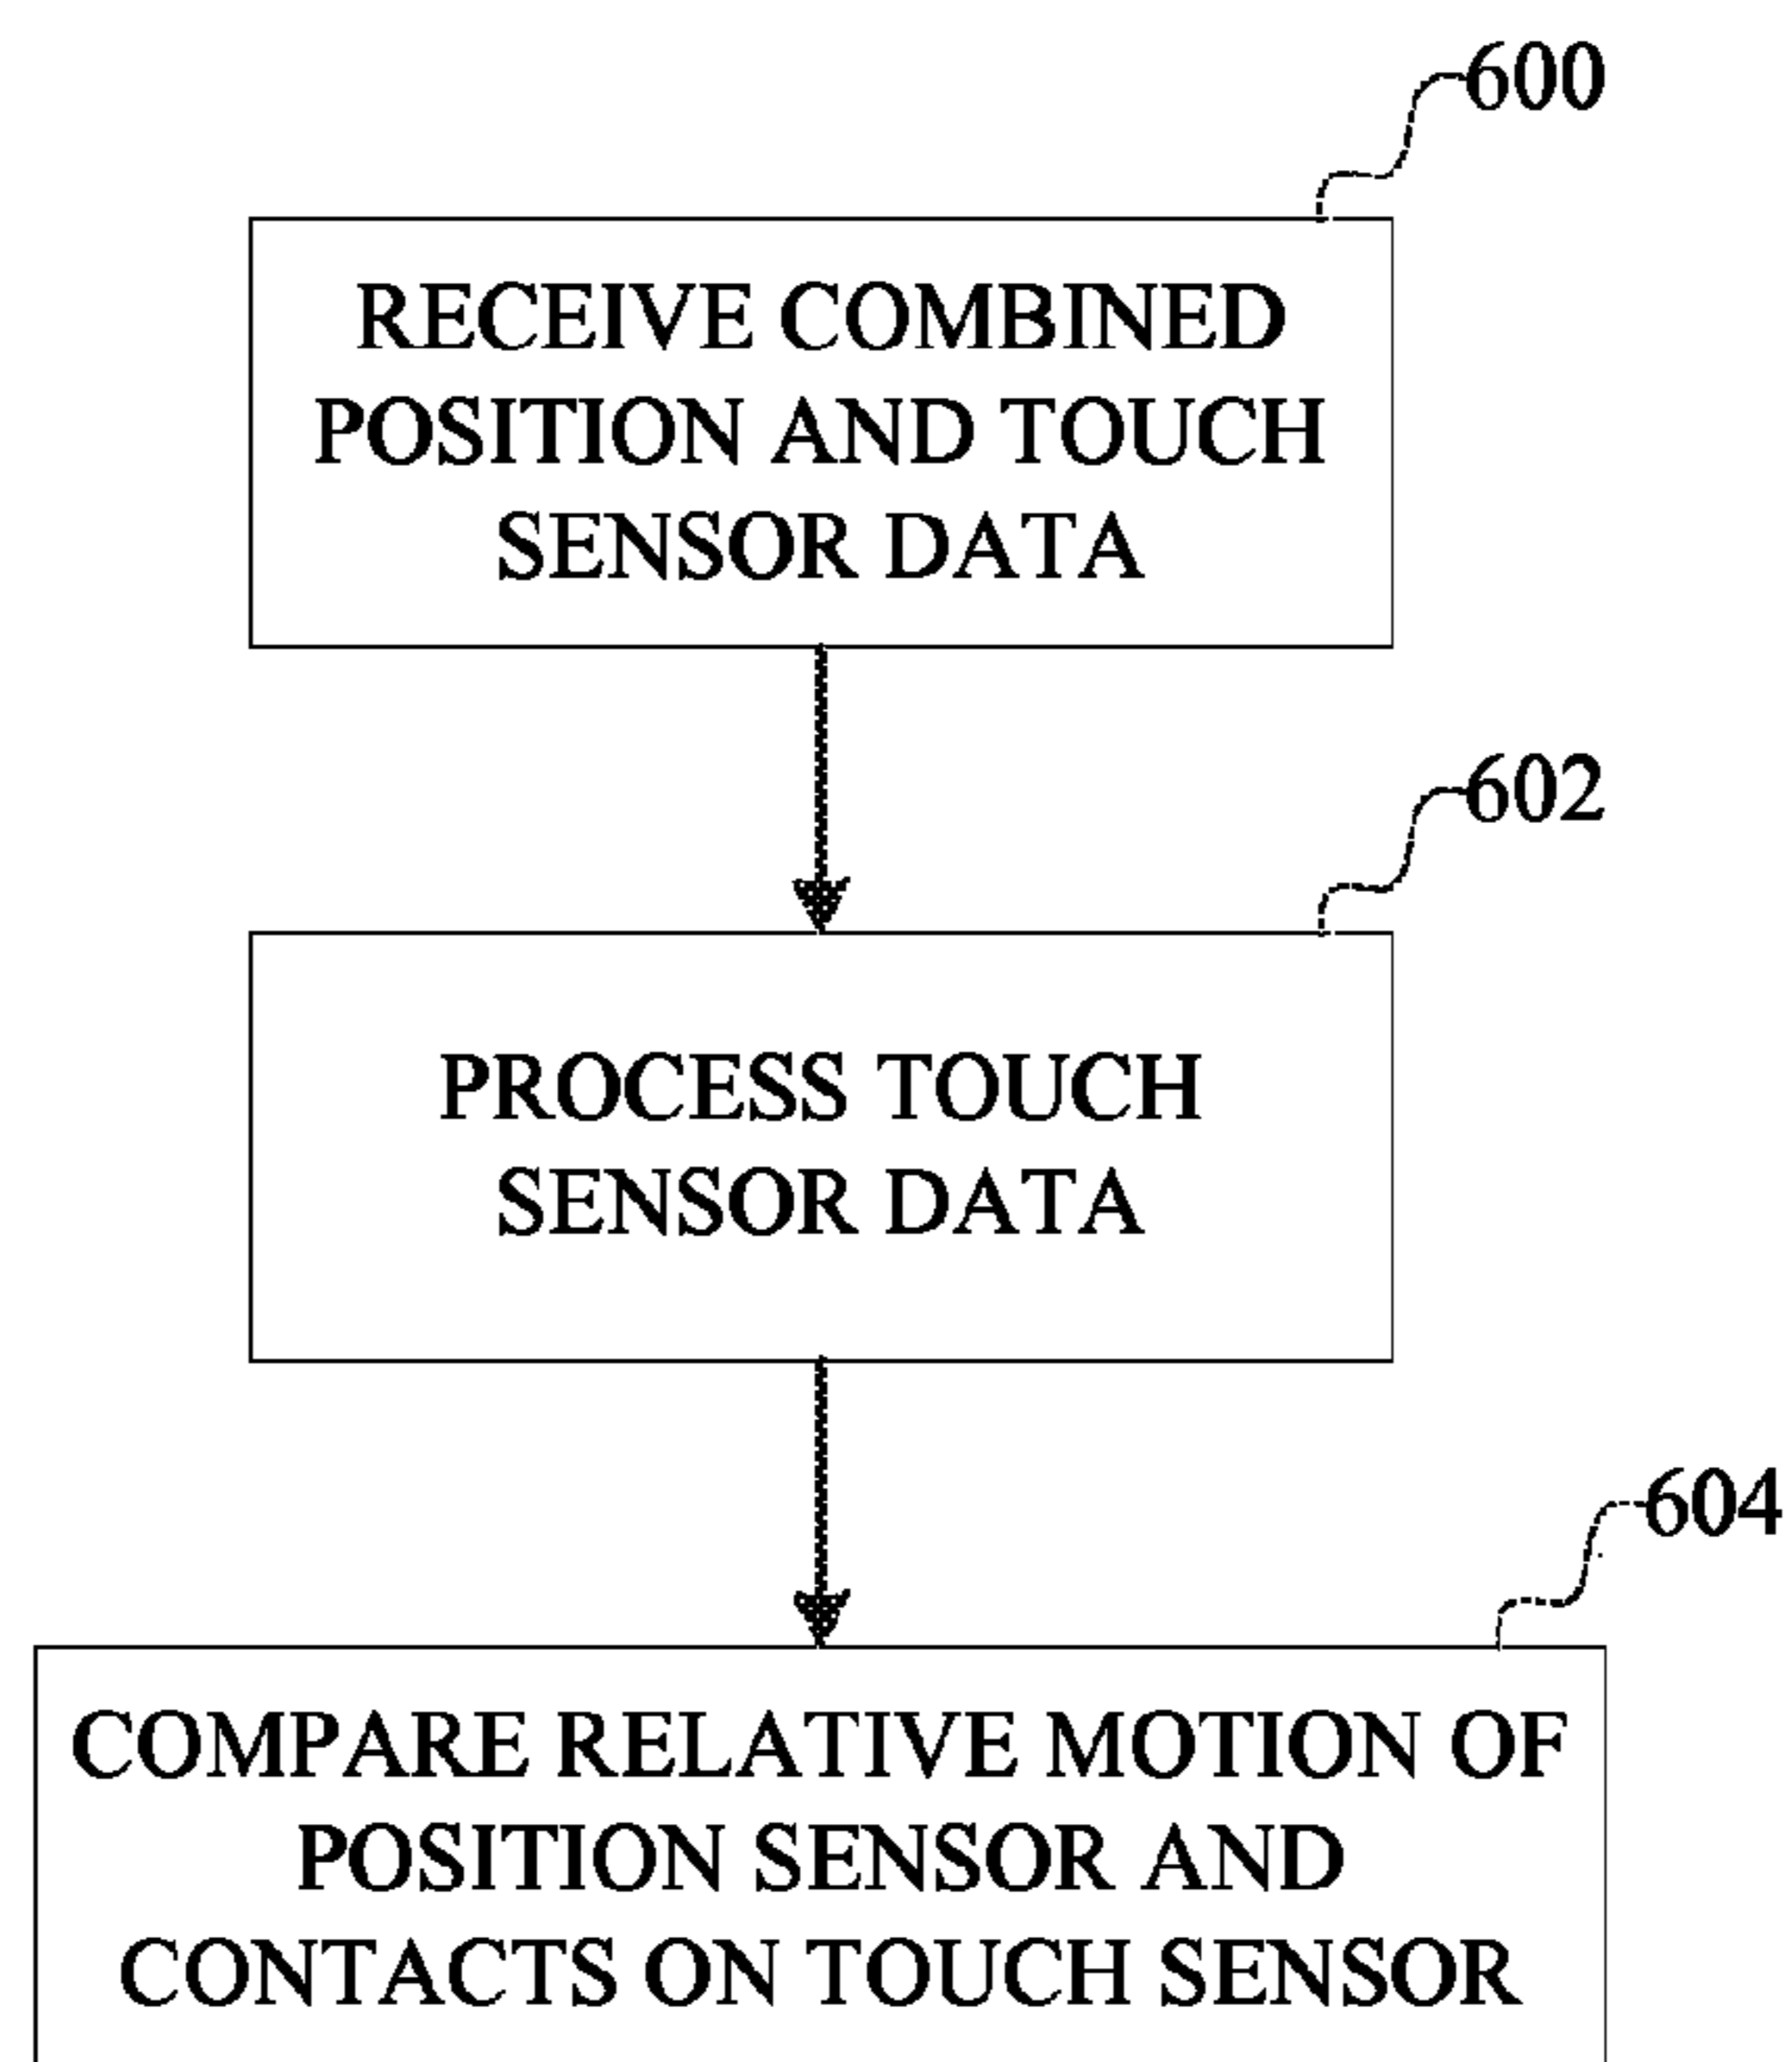 600
RECEIVE COMBINED
POSITION AND TOUCH
SENSOR DATA
602
PROCESS TOUCH
SENSOR DATA
604
COMPARE RELATIVE MOTION OF
POSITION SENSOR AND
CONTACTS ON TOUCH SENSOR